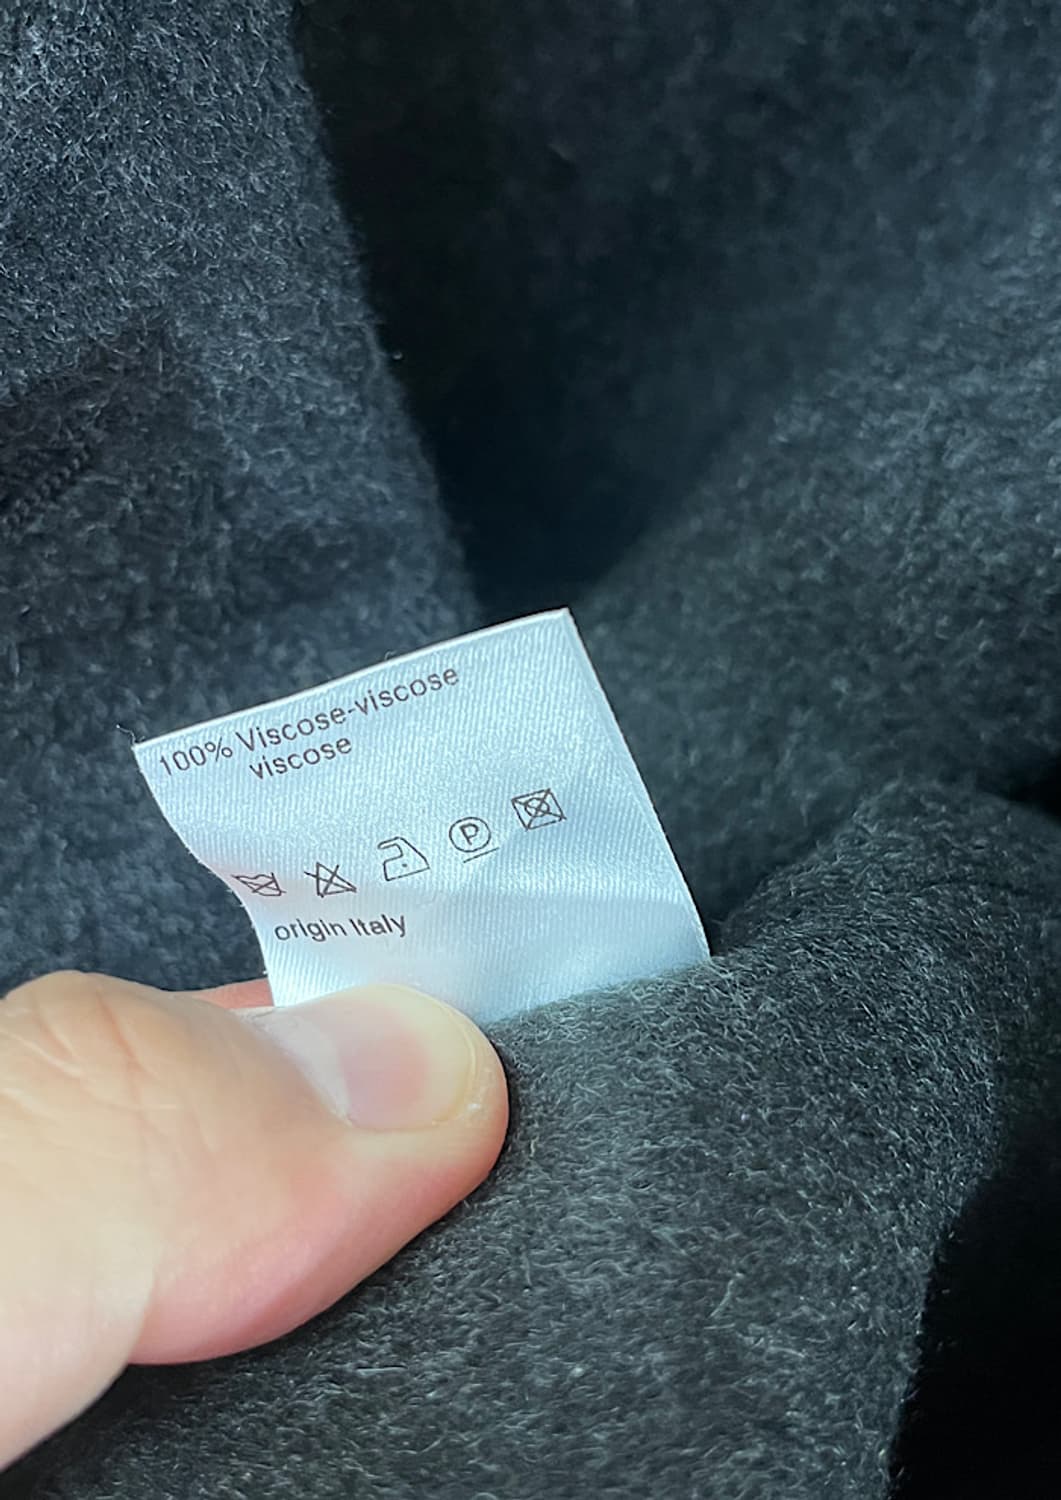 100% Viscose-viscose
viscose
P
origin Italy